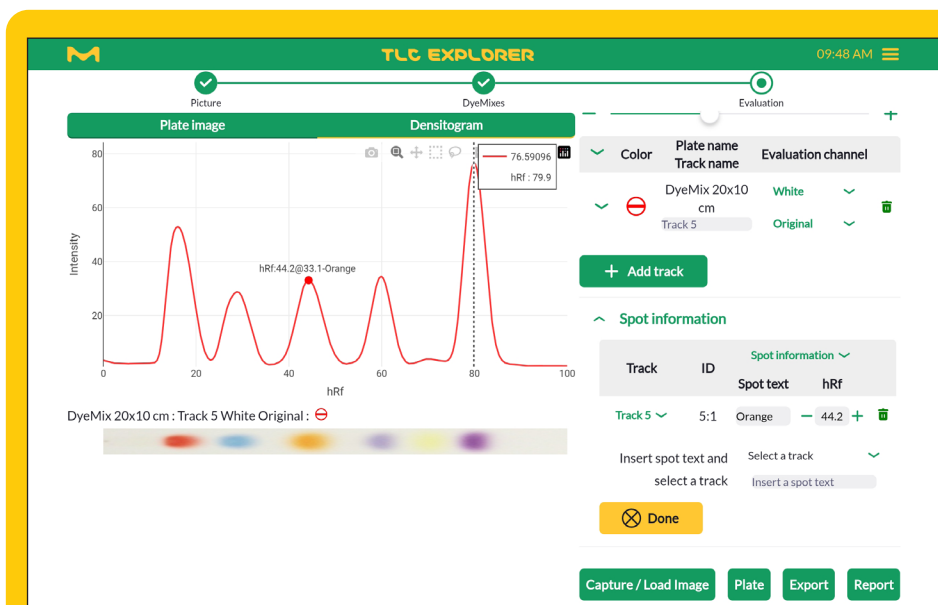 TLC EXPLORER
09:48 AM
Picture
DyeMixes
Evaluation
Plate image
Densitogram
76.59096
hRf : 79.9
Intensity
80
60
40
20
hRf:44.2@33.1-Orange
0
20
40
60
80
100
hRf
DyeMix 20x10 cm : Track 5 White Original :
Color
Plate name
Track name
Evaluation channel
DyeMix 20x10
cm
White
Track 5
Original
+ Add track
Spot information
Track
ID
Spot information
Spot text
hRf
Track 5
5:1
Orange
− 44.2 +
Insert spot text and
select a track
Select a track
Insert a spot text
Done
Capture / Load Image
Plate
Export
Report